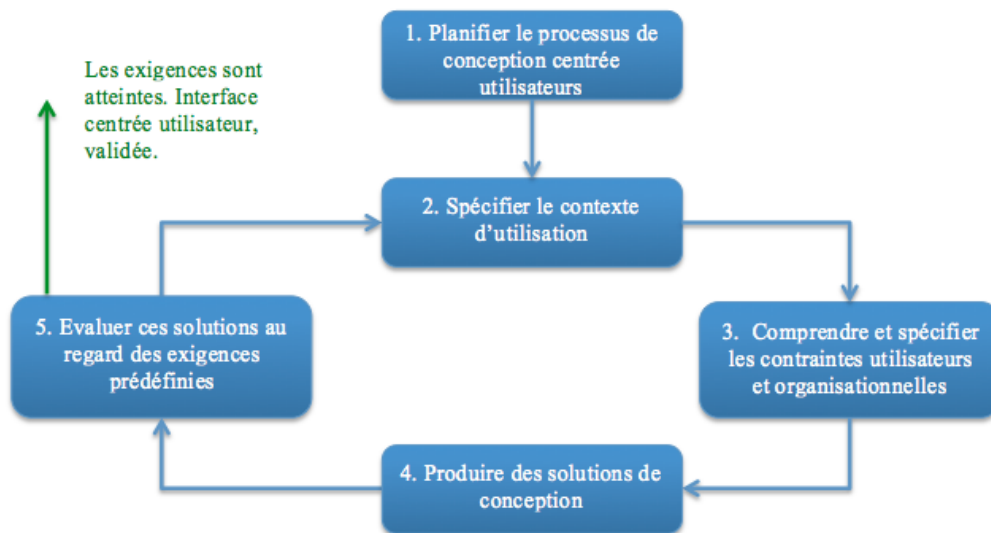 1. Planifier le processus de
conception centrée
utilisateurs
Les exigences sont
atteintes. Interface
centrée utilisateur,
validée.
2. Spécifier le contexte
d’utilisation
3. Comprendre et spécifier
les contraintes utilisateurs
et organisationnelles
4. Produire des solutions de
conception
5. Evaluer ces solutions au
regard des exigences
prédéfinies